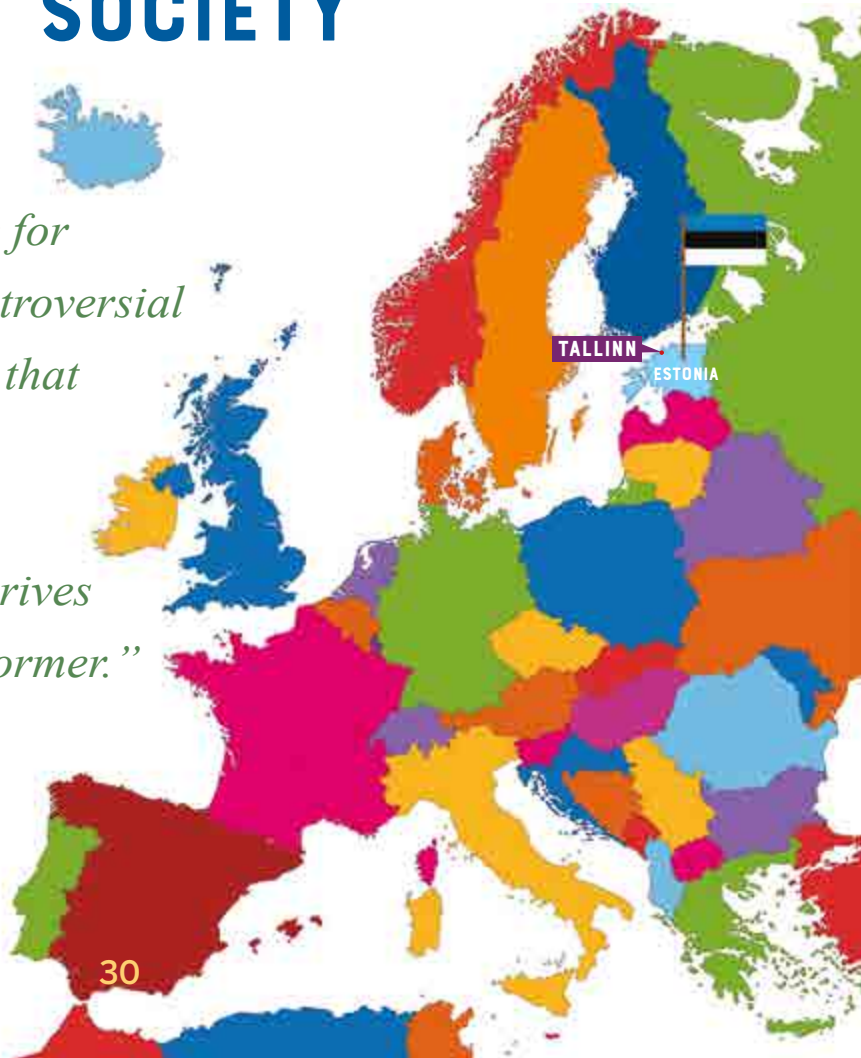 SOCIETY
for
troversial
that
TALLINN
ESTONIA
rives
ormer.”
30